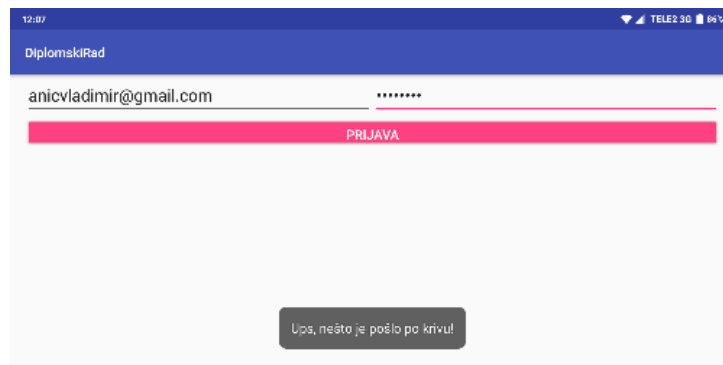 12:07 TELE2 3G 86%
DiplomskiRad
anicvladimir@gmail.com ••••••••
PRIJAVA
Ups, nešto je pošlo po krivu!